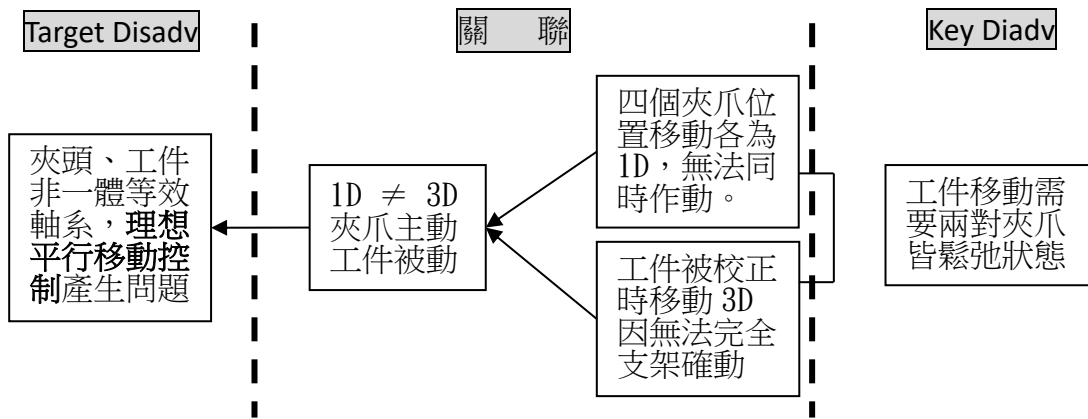 Target Disadv
關 聯
Key Diadv
夾頭、工件
非一體等效
軸系，理想
平行移動控
制產生問題
1D ≠ 3D
夾爪主動
工件被動
四個夾爪位
置移動各為
1D，無法同
時作動。
工件被校正
時移動 3D
因無法完全
支架確動
工件移動需
要兩對夾爪
皆鬆弛狀態